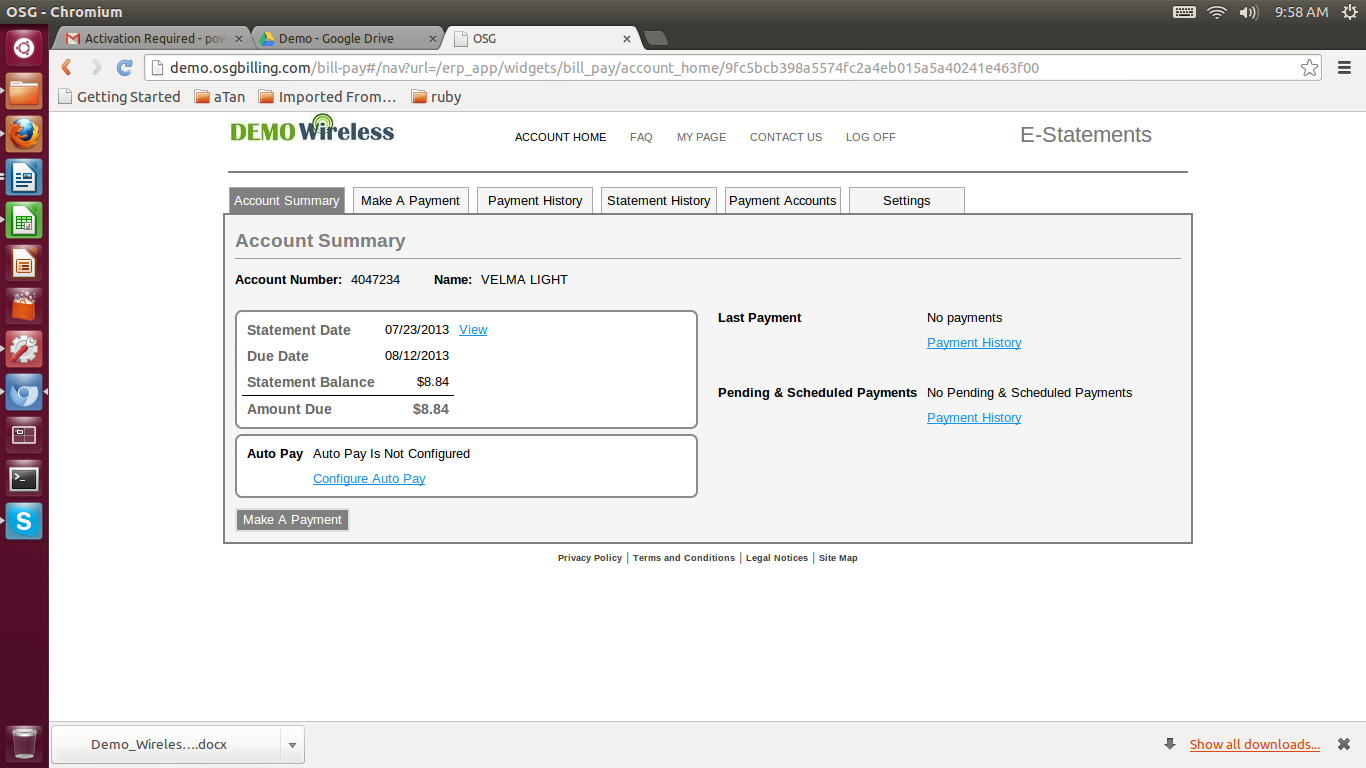 OSG - Chromium
9:58 AM
Activation Required - pow
Demo - Google Drive
OSG
demo.osgbilling.com/bill-pay#/nav?url=/erp_app/widgets/bill_pay/account_home/9fc5bcb398a5574fc2a4eb015a5a40241e463f00
Getting Started aTan Imported From... ruby
DEMO Wireless
ACCOUNT HOME FAQ MY PAGE CONTACT US LOG OFF
E-Statements
Account Summary Make A Payment Payment History Statement History Payment Accounts Settings
Account Summary
Account Number: 4047234 Name: VELMA LIGHT
Statement Date 07/23/2013 View
Due Date 08/12/2013
Statement Balance $8.84
Amount Due $8.84
Auto Pay Auto Pay Is Not Configured
Configure Auto Pay
Make A Payment
Last Payment No payments
Payment History
Pending & Scheduled Payments No Pending & Scheduled Payments
Payment History
Privacy Policy | Terms and Conditions | Legal Notices | Site Map
Demo_Wireles....docx
Show all downloads...